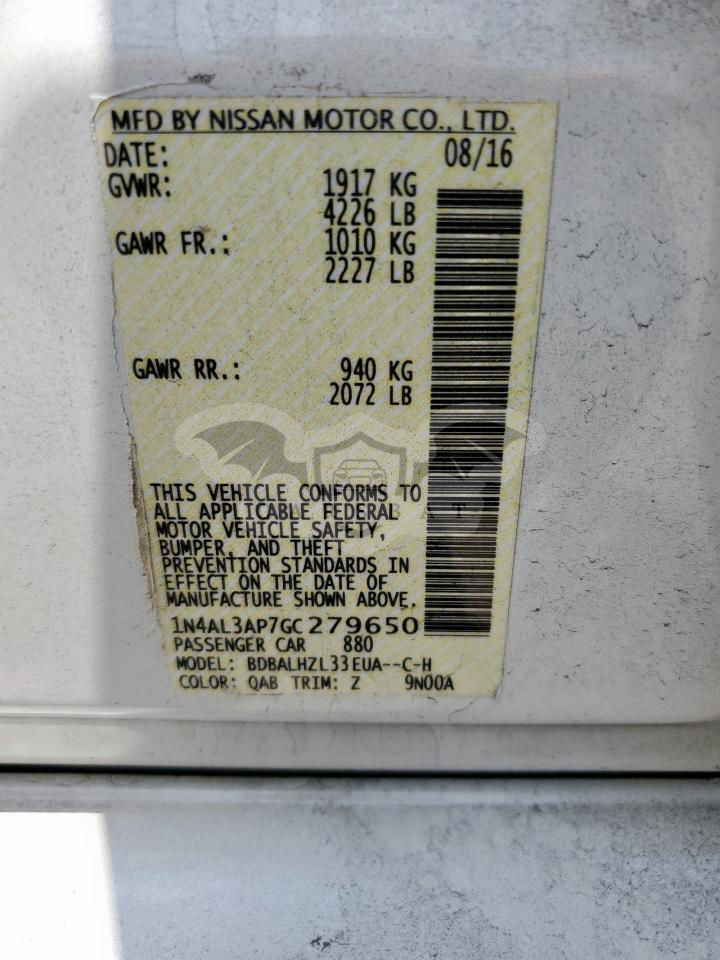 MFD BY NISSAN MOTOR CO., LTD.
DATE: 08/16
GVWR: 1917 KG
4226 LB
GAWR FR.: 1010 KG
2227 LB
GAWR RR.: 940 KG
2072 LB
THIS VEHICLE CONFORMS TO
ALL APPLICABLE FEDERAL
MOTOR VEHICLE SAFETY,
BUMPER, AND THEFT
PREVENTION STANDARDS IN
EFFECT ON THE DATE OF
MANUFACTURE SHOWN ABOVE.
1N4AL3AP7GC279650
PASSENGER CAR 880
MODEL: BDBALHZL33EUA--C-H
COLOR: QAB TRIM: Z 9N00A